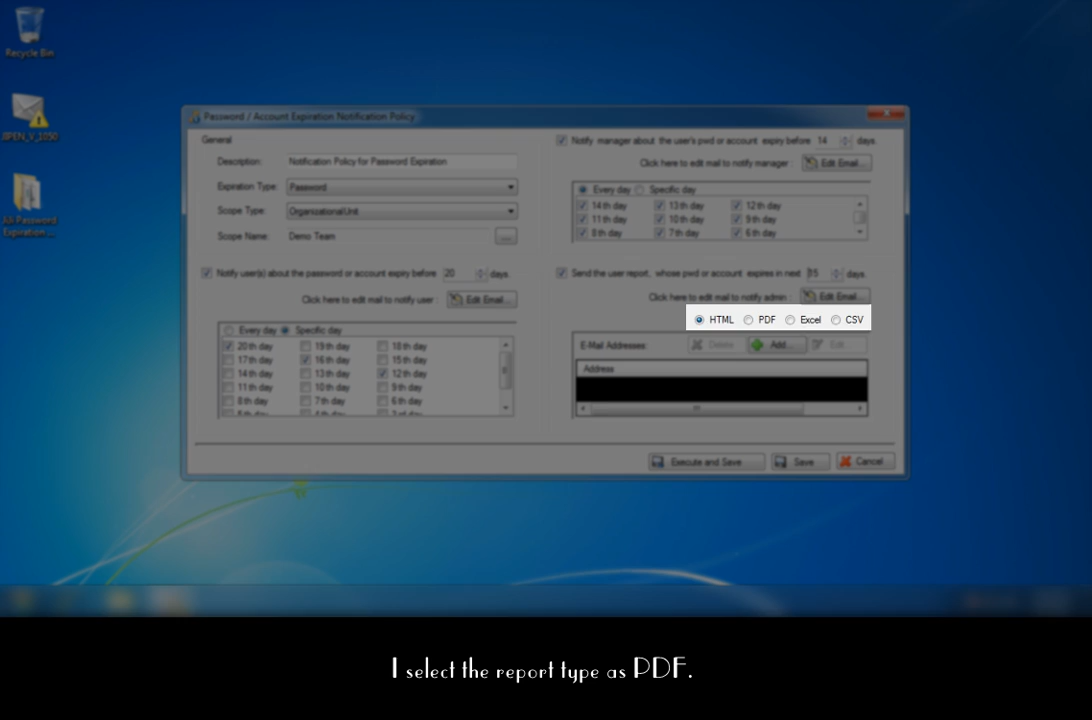 Recycle Bin
Password / Account Expiration Notification Policy
General
Description: Notification Policy for Password Expiration
Expiration Type: Password
Scope Type: OrganizationalUnit
Scope Name: Demo Team ...
Notify user(s) about the password or account expiry before 20 days.
Click here to edit mail to notify user : Edit Email...
Every day Specific day
20 th day 19 th day 18 th day
17 th day 16 th day 15 th day
14 th day 13 th day 12 th day
11 th day 10 th day 9 th day
8 th day 7 th day 6 th day
Notify manager about the user's pwd or account expiry before 14 days.
Click here to edit mail to notify manager : Edit Email...
Every day Specific day
14 th day 13 th day 12 th day
11 th day 10 th day 9 th day
8 th day 7 th day 6 th day
Send the user report, whose pwd or account expires in next 15 days.
Click here to edit mail to notify admin : Edit Email...
HTML PDF Excel CSV
E-Mail Addresses: Delete Add... Edit...
Address
Execute and Save Save Cancel
Password
Expiration ...
I select the report type as PDF.